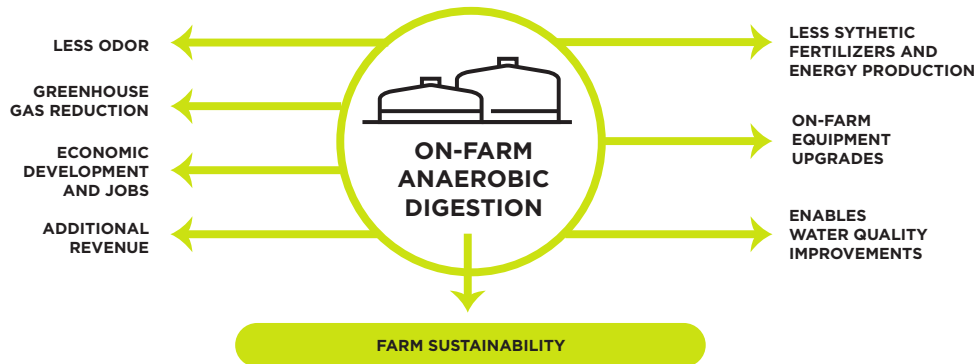 LESS ODOR
GREENHOUSE
GAS REDUCTION
ECONOMIC
DEVELOPMENT
AND JOBS
ADDITIONAL
REVENUE
ON-FARM
ANAEROBIC
DIGESTION
LESS SYTHETIC
FERTILIZERS AND
ENERGY PRODUCTION
ON-FARM
EQUIPMENT
UPGRADES
ENABLES
WATER QUALITY
IMPROVEMENTS
FARM SUSTAINABILITY